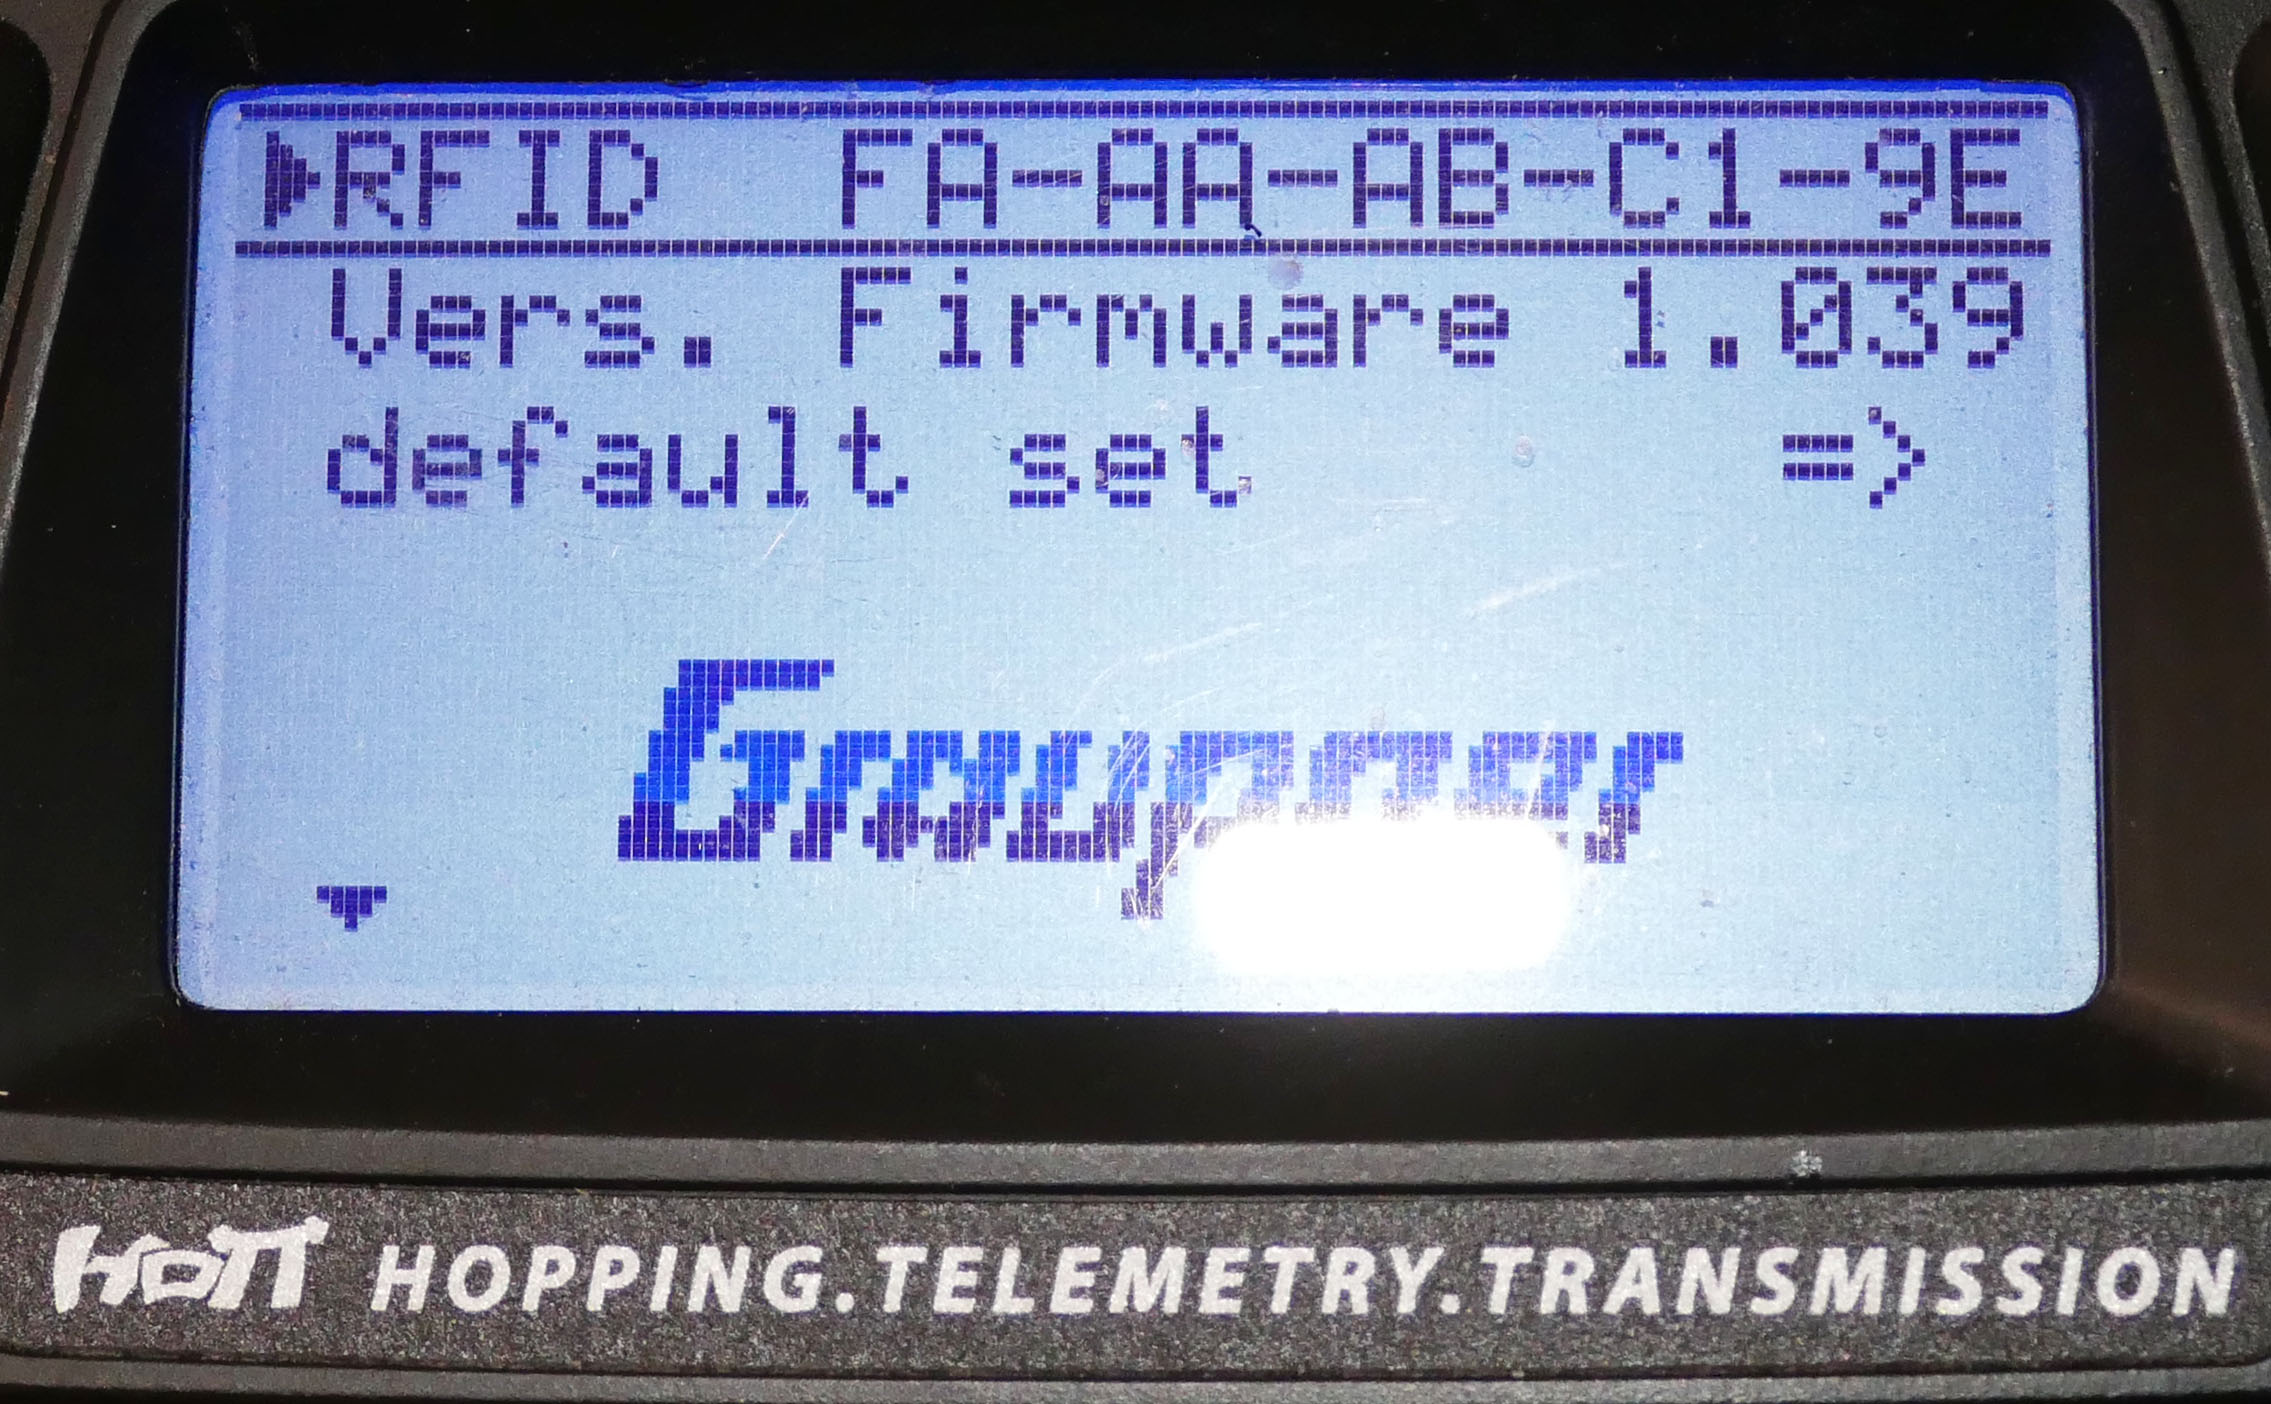 RFID FA-AA-AB-C1-9E
Vers. Firmware 1.039
default set =>
Graupner
HoTT HOPPING.TELEMETRY.TRANSMISSION